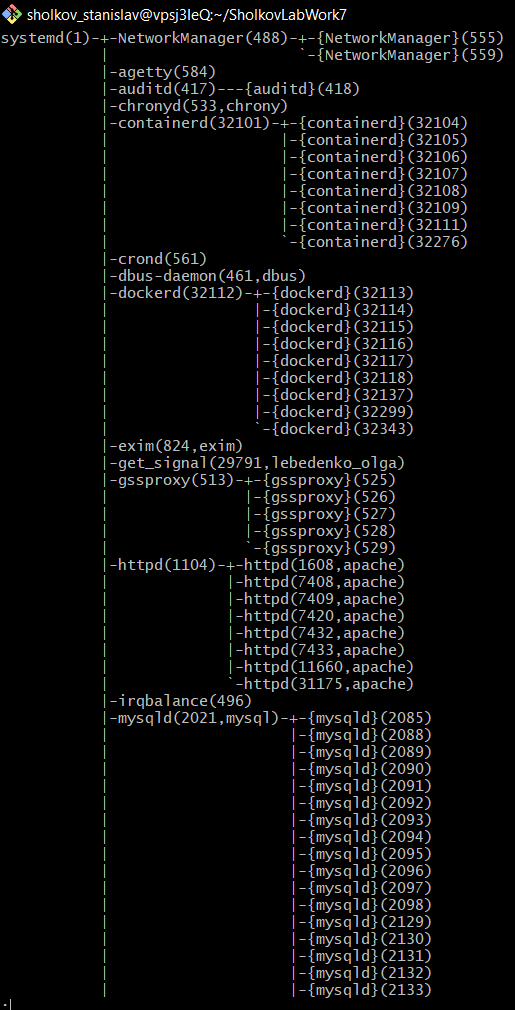 sholkov_stanislav@vpsj3IeQ:~/SholkovLabWork7
systemd(1)-+-NetworkManager(488)-+-{NetworkManager}(555)
           |                     `-{NetworkManager}(559)
           |-agetty(584)
           |-auditd(417)---{auditd}(418)
           |-chronyd(533,chrony)
           |-containerd(32101)-+-{containerd}(32104)
           |                   |-{containerd}(32105)
           |                   |-{containerd}(32106)
           |                   |-{containerd}(32107)
           |                   |-{containerd}(32108)
           |                   |-{containerd}(32109)
           |                   |-{containerd}(32111)
           |                   `-{containerd}(32276)
           |-crond(561)
           |-dbus-daemon(461,dbus)
           |-dockerd(32112)-+-{dockerd}(32113)
           |                |-{dockerd}(32114)
           |                |-{dockerd}(32115)
           |                |-{dockerd}(32116)
           |                |-{dockerd}(32117)
           |                |-{dockerd}(32118)
           |                |-{dockerd}(32137)
           |                |-{dockerd}(32299)
           |                `-{dockerd}(32343)
           |-exim(824,exim)
           |-get_signal(29791,lebedenko_olga)
           |-gssproxy(513)-+-{gssproxy}(525)
           |               |-{gssproxy}(526)
           |               |-{gssproxy}(527)
           |               |-{gssproxy}(528)
           |               `-{gssproxy}(529)
           |-httpd(1104)-+-httpd(1608,apache)
           |             |-httpd(7408,apache)
           |             |-httpd(7409,apache)
           |             |-httpd(7420,apache)
           |             |-httpd(7432,apache)
           |             |-httpd(7433,apache)
           |             |-httpd(11660,apache)
           |             `-httpd(31175,apache)
           |-irqbalance(496)
           |-mysqld(2021,mysql)-+-{mysqld}(2085)
           |                    |-{mysqld}(2088)
           |                    |-{mysqld}(2089)
           |                    |-{mysqld}(2090)
           |                    |-{mysqld}(2091)
           |                    |-{mysqld}(2092)
           |                    |-{mysqld}(2093)
           |                    |-{mysqld}(2094)
           |                    |-{mysqld}(2095)
           |                    |-{mysqld}(2096)
           |                    |-{mysqld}(2097)
           |                    |-{mysqld}(2098)
           |                    |-{mysqld}(2129)
           |                    |-{mysqld}(2130)
           |                    |-{mysqld}(2131)
           |                    |-{mysqld}(2132)
           |                    |-{mysqld}(2133)